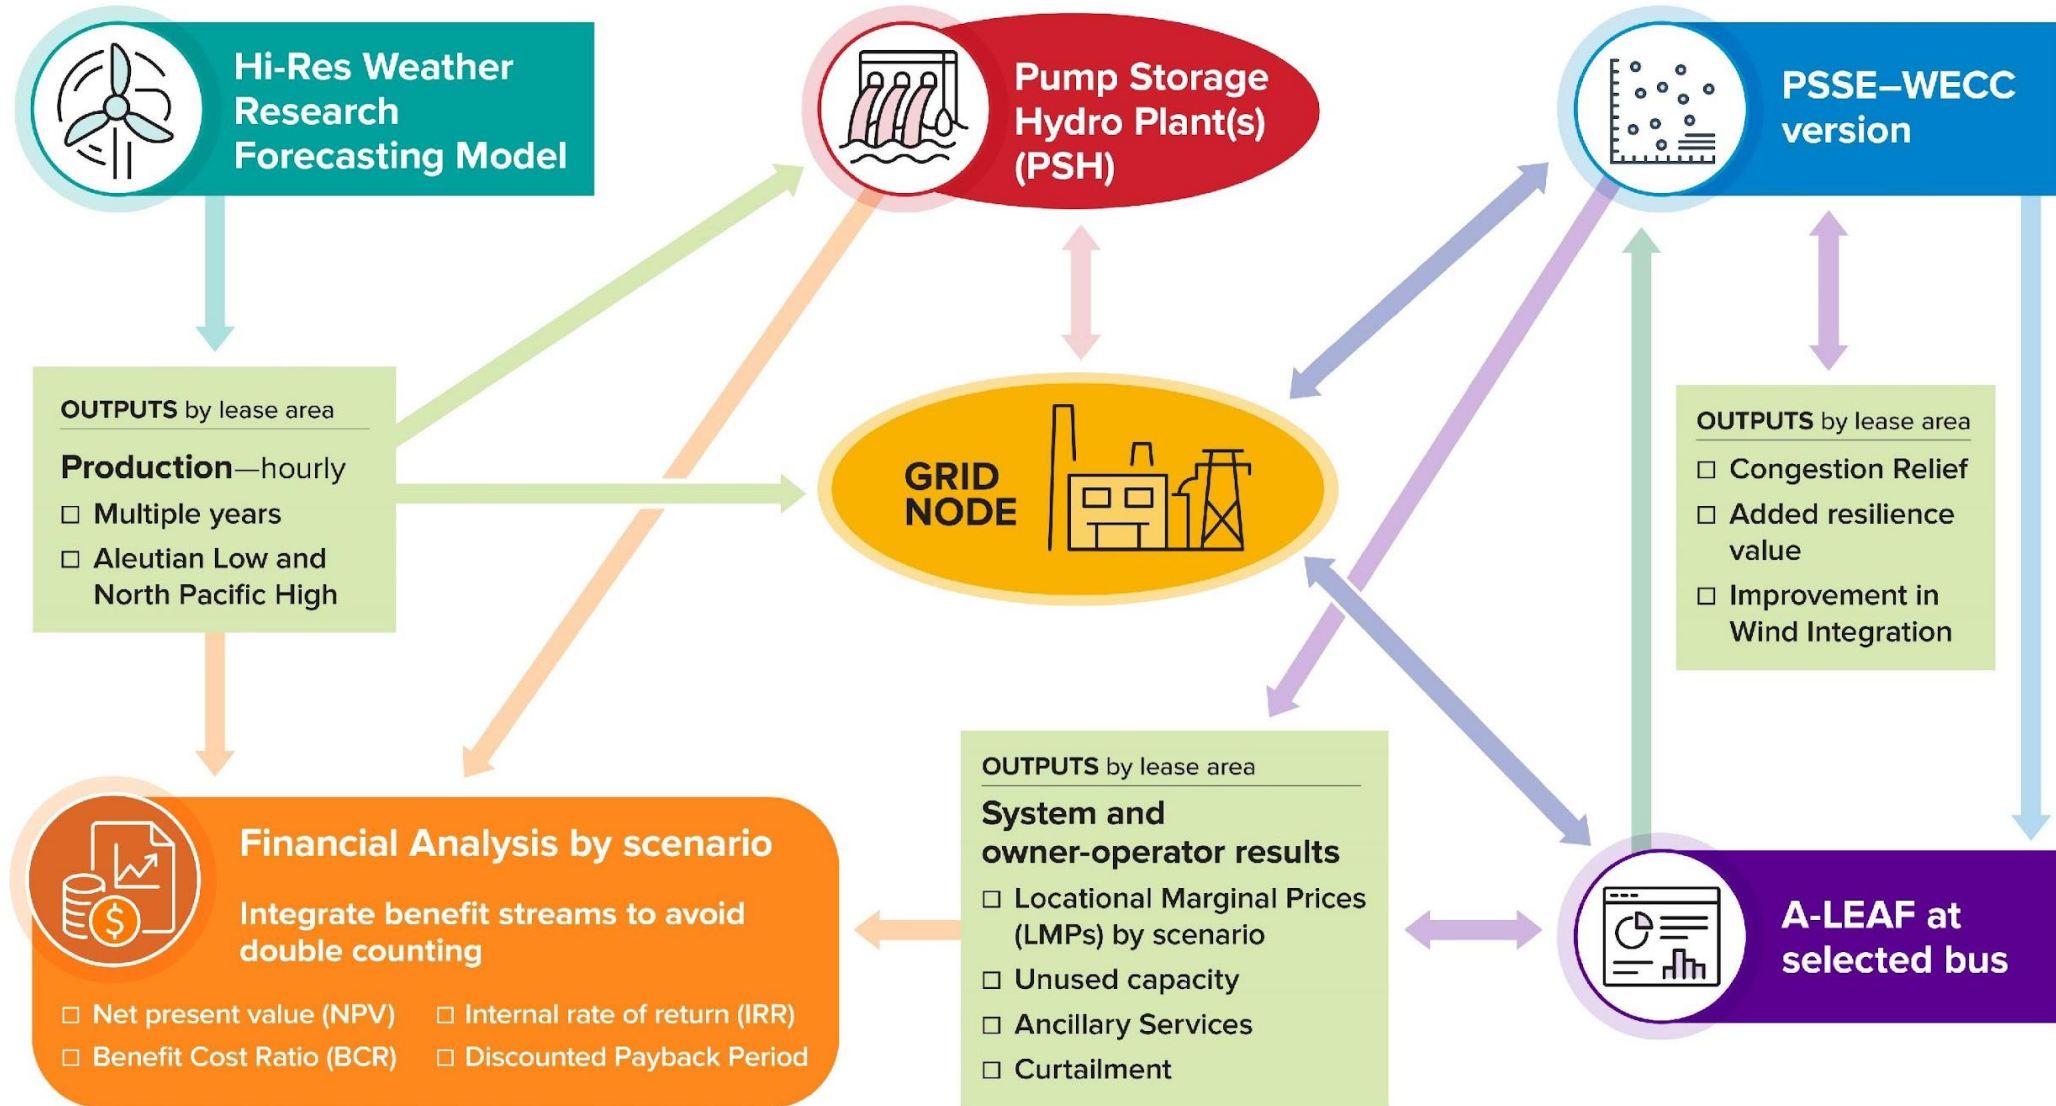 Hi-Res Weather
Research
Forecasting Model
Pump Storage
Hydro Plant(s)
(PSH)
PSSE–WECC
version
OUTPUTS by lease area
Production—hourly
☐ Multiple years
☐ Aleutian Low and
North Pacific High
GRID
NODE
OUTPUTS by lease area
☐ Congestion Relief
☐ Added resilience
value
☐ Improvement in
Wind Integration
Financial Analysis by scenario
Integrate benefit streams to avoid
double counting
☐ Net present value (NPV)
☐ Internal rate of return (IRR)
☐ Benefit Cost Ratio (BCR)
☐ Discounted Payback Period
$
OUTPUTS by lease area
System and
owner-operator results
☐ Locational Marginal Prices
(LMPs) by scenario
☐ Unused capacity
☐ Ancillary Services
☐ Curtailment
A-LEAF at
selected bus